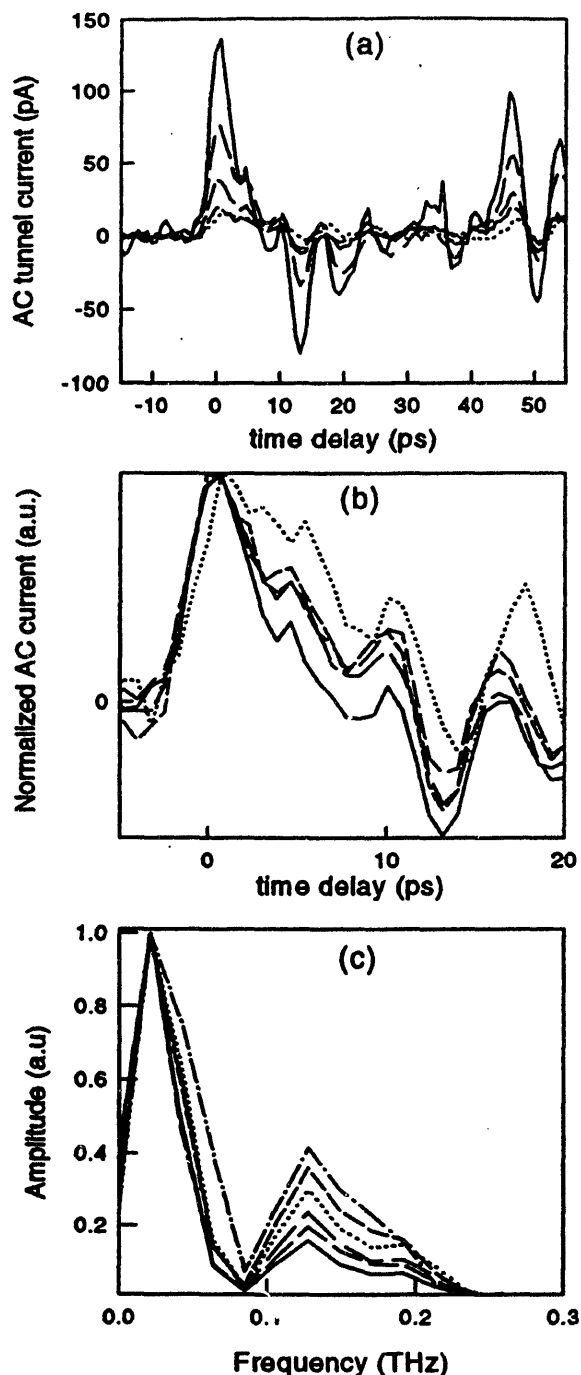 (a)
AC tunnel current (pA)
150
100
50
0
-50
-100
-10
0
10
20
30
40
50
time delay (ps)
(b)
Normalized AC current (a.u.)
0
0
10
20
time delay (ps)
(c)
Amplitude (a.u)
1.0
0.8
0.6
0.4
0.2
0.0
0.1
0.2
0.3
Frequency (THz)